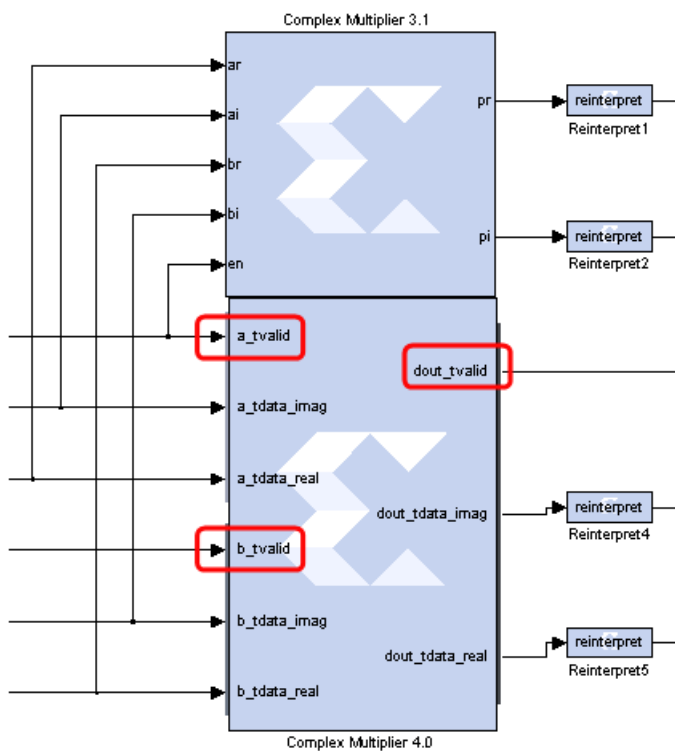 Complex Multiplier 3.1
ar
ai
br
bi
en
pr
pi
reinterpret
Reinterpret1
reinterpret
Reinterpret2
a_tvalid
a_tdata_imag
a_tdata_real
b_tvalid
b_tdata_imag
b_tdata_real
dout_tvalid
dout_tdata_imag
dout_tdata_real
reinterpret
Reinterpret4
reinterpret
Reinterpret5
Complex Multiplier 4.0